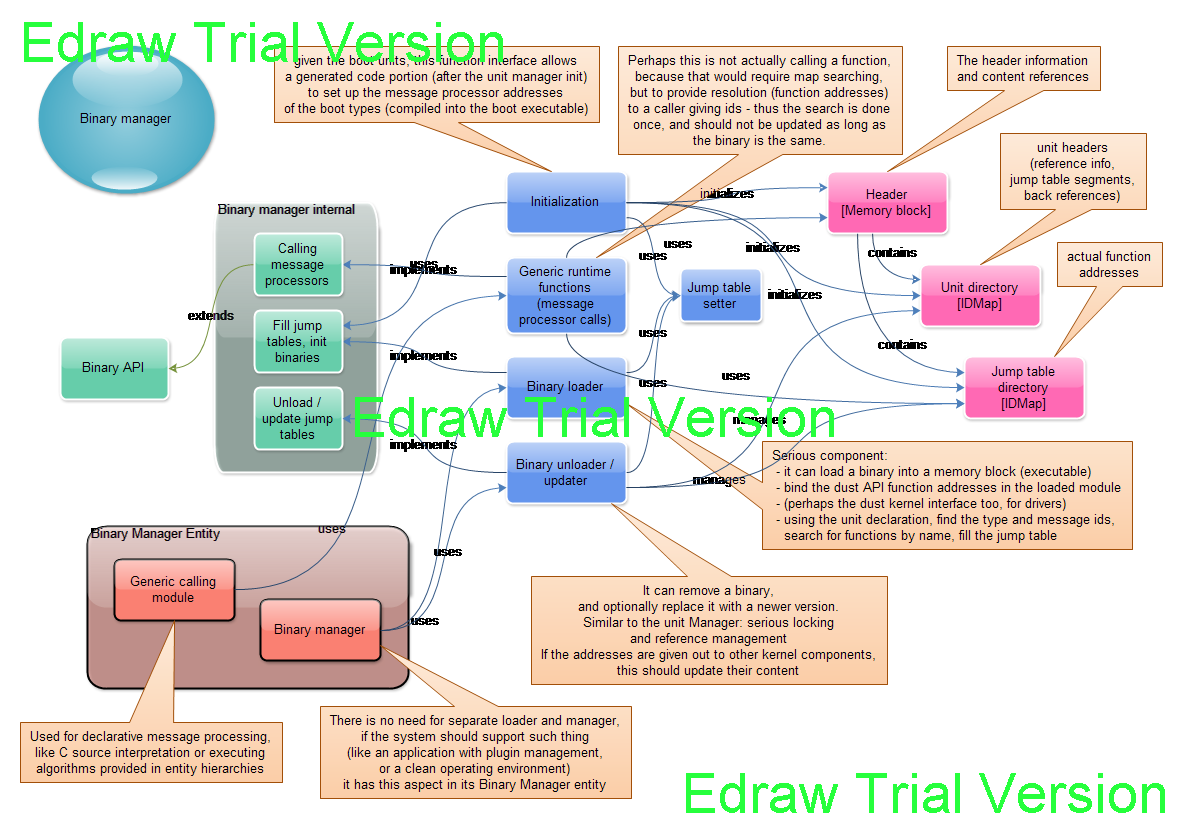 Edraw Trial Version
Binary manager
given the boot units, this function interface allows
a generated code portion (after the unit manager init)
to set up the message processor addresses
of the boot types (compiled into the boot executable)
Perhaps this is not actually calling a function,
because that would require map searching,
but to provide resolution (function addresses)
to a caller giving ids - thus the search is done
once, and should not be updated as long as
the binary is the same.
The header information
and content references
unit headers
(reference info,
jump table segments,
back references)
actual function
addresses
Binary manager internal
Calling
message
processors
Fill jump
tables, init
binaries
Unload /
update jump
tables
Binary API
extends
Initialization
Generic runtime
functions
(message
processor calls)
Binary loader
Binary unloader /
updater
Jump table
setter
Header
[Memory block]
Unit directory
[IDMap]
Jump table
directory
[IDMap]
initializes
initializes
initializes
uses
uses
uses
uses
uses
uses
implements
implements
implements
contains
contains
manages
manages
Edraw Trial Version
Serious component:
- it can load a binary into a memory block (executable)
- bind the dust API function addresses in the loaded module
- (perhaps the dust kernel interface too, for drivers)
- using the unit declaration, find the type and message ids,
search for functions by name, fill the jump table
Binary Manager Entity
uses
Generic calling
module
Binary manager
uses
uses
It can remove a binary,
and optionally replace it with a newer version.
Similar to the unit Manager: serious locking
and reference management
If the addresses are given out to other kernel components,
this should update their content
Used for declarative message processing,
like C source interpretation or executing
algorithms provided in entity hierarchies
There is no need for separate loader and manager,
if the system should support such thing
(like an application with plugin management,
or a clean operating environment)
it has this aspect in its Binary Manager entity
Edraw Trial Version